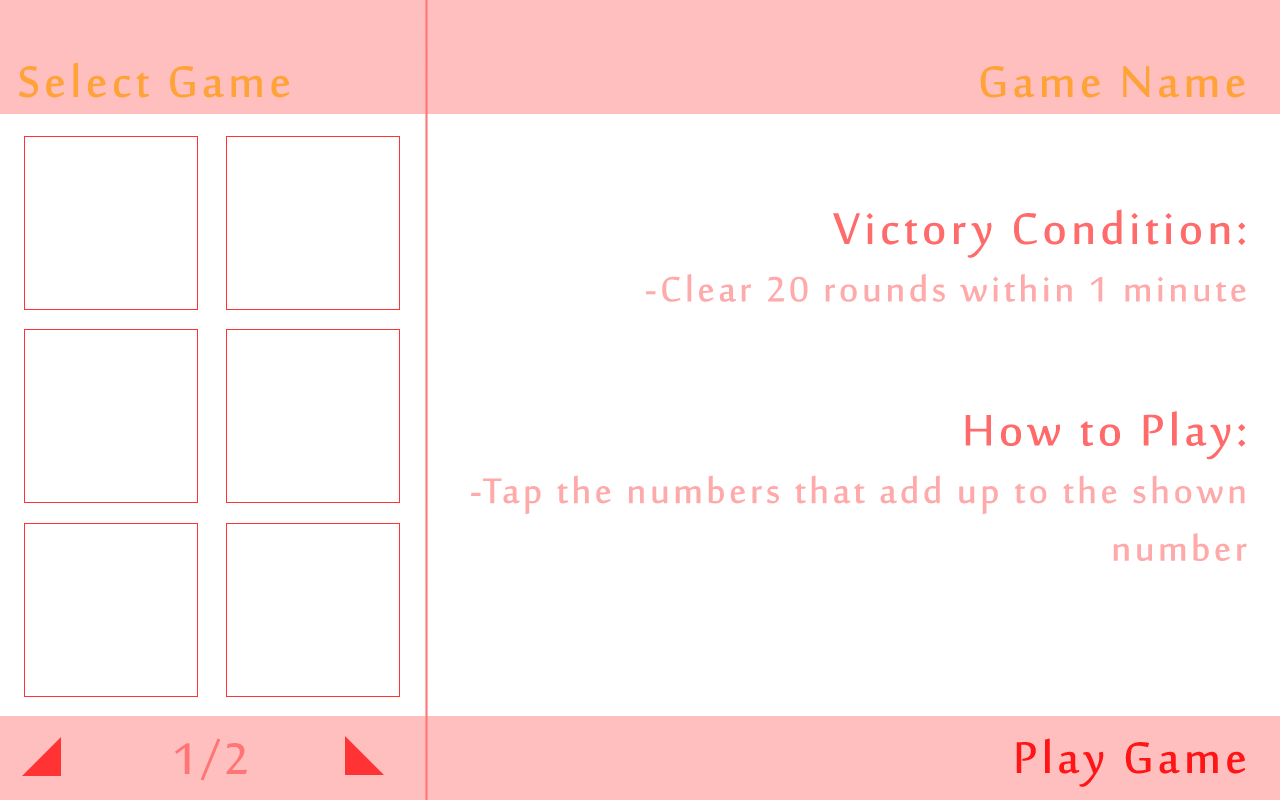 Select Game
Game Name
Victory Condition:
-Clear 20 rounds within 1 minute
How to Play:
-Tap the numbers that add up to the shown
number
1/2
Play Game